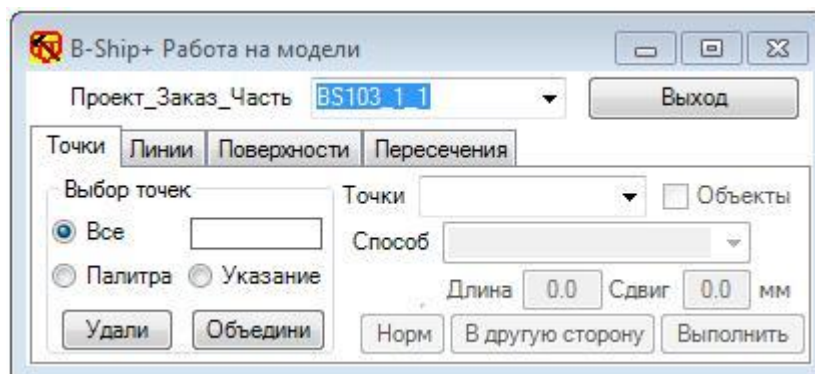 B-Ship+ Работа на модели
Проект_Заказ_Часть BS103_1_1 Выход
Точки Линии Поверхности Пересечения
Выбор точек Точки Объекты
Все Способ
Палитра Указание Длина 0.0 Сдвиг 0.0 мм
Удали Объедини Норм В другую сторону Выполнить